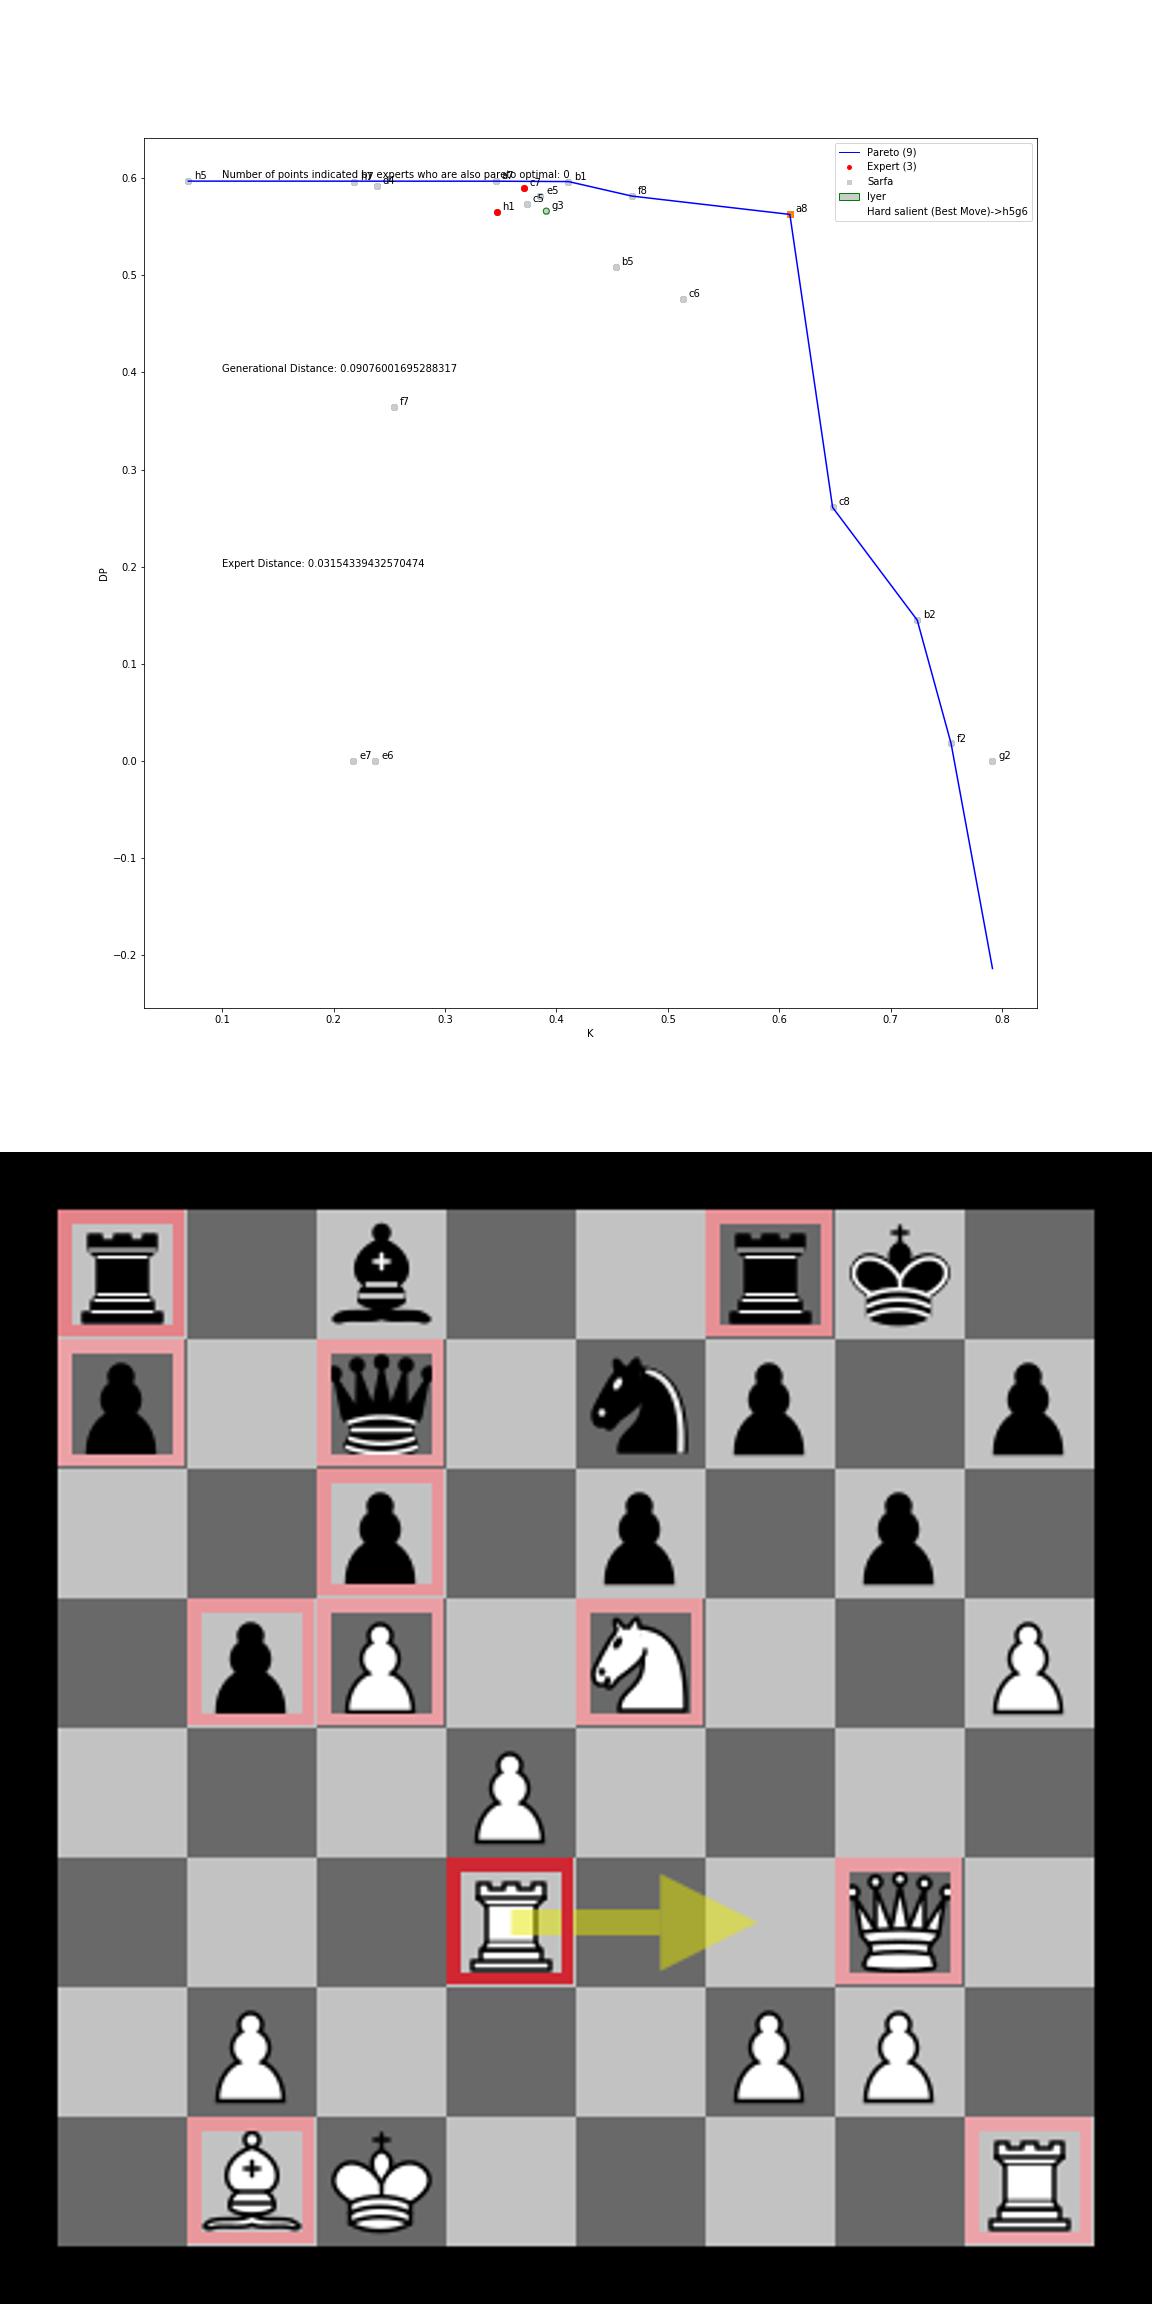 Pareto (9)
Expert (3)
Sarfa
Iyer
Hard salient (Best Move)->h5g6
0.6
h5
Number of points indicated by experts who are also pareto optimal: 0
b1
c7
e5
f8
a8
h1
c5
g3
0.5
b5
c6
0.4
Generational Distance: 0.09076001695288317
f7
0.3
c8
0.2
Expert Distance: 0.03154339432570474
DP
b2
0.1
f2
0.0
e7
e6
g2
−0.1
−0.2
0.1 0.2 0.3 0.4 0.5 0.6 0.7 0.8
K